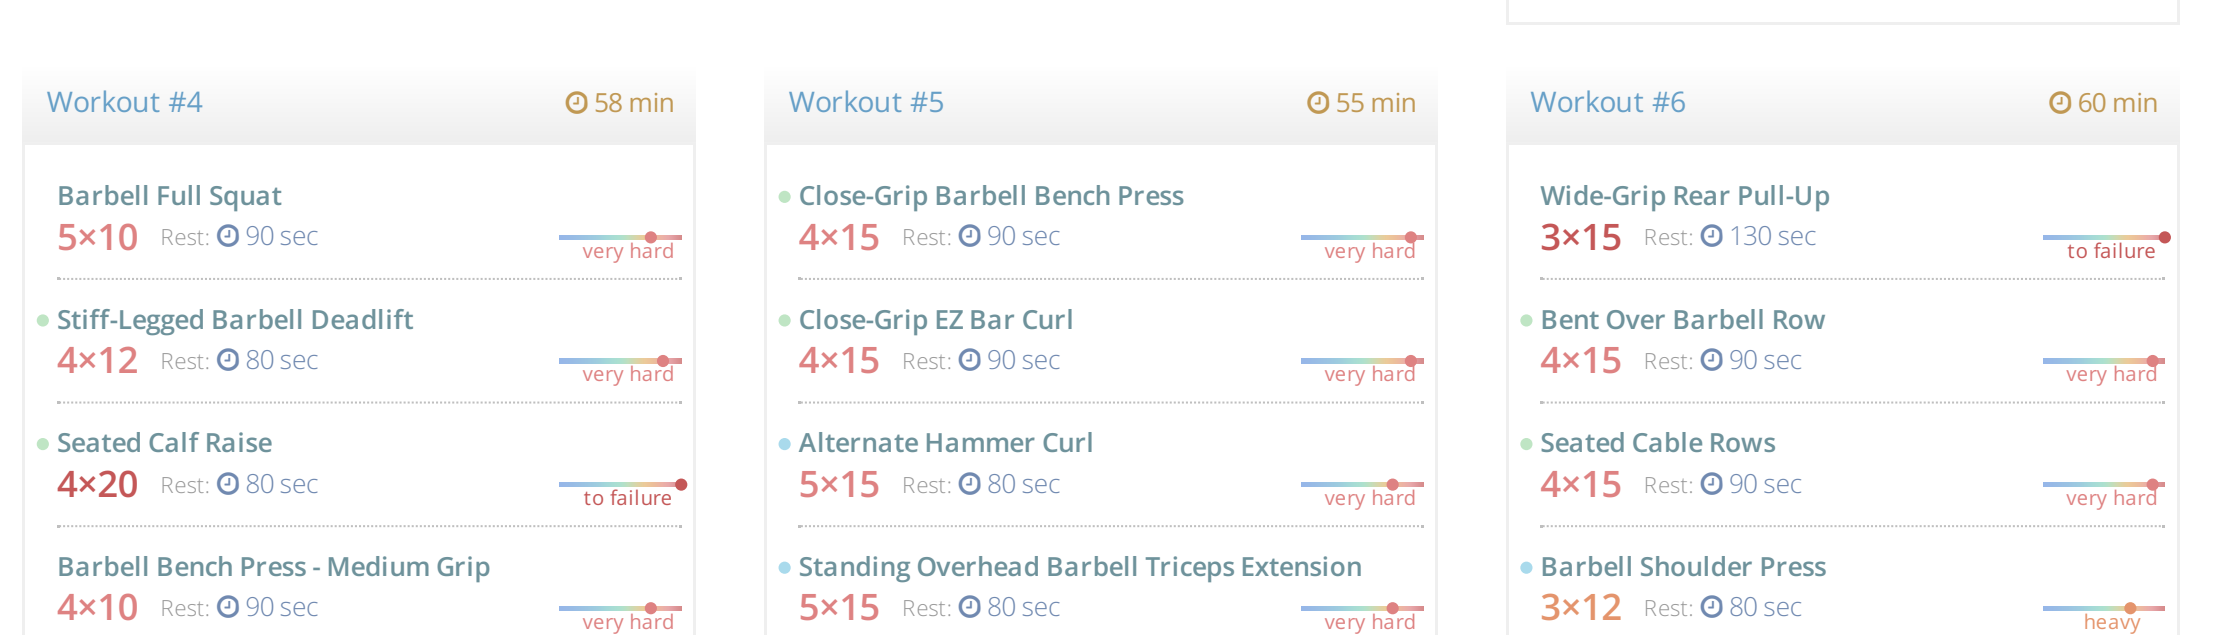 Workout #4 58 min
Barbell Full Squat
5×10 Rest: 90 sec
very hard
Stiff-Legged Barbell Deadlift
4×12 Rest: 80 sec
very hard
Seated Calf Raise
4×20 Rest: 80 sec
to failure
Barbell Bench Press - Medium Grip
4×10 Rest: 90 sec
very hard
Workout #5 55 min
Close-Grip Barbell Bench Press
4×15 Rest: 90 sec
very hard
Close-Grip EZ Bar Curl
4×15 Rest: 90 sec
very hard
Alternate Hammer Curl
5×15 Rest: 80 sec
very hard
Standing Overhead Barbell Triceps Extension
5×15 Rest: 80 sec
very hard
Workout #6 60 min
Wide-Grip Rear Pull-Up
3×15 Rest: 130 sec
to failure
Bent Over Barbell Row
4×15 Rest: 90 sec
very hard
Seated Cable Rows
4×15 Rest: 90 sec
very hard
Barbell Shoulder Press
3×12 Rest: 80 sec
heavy